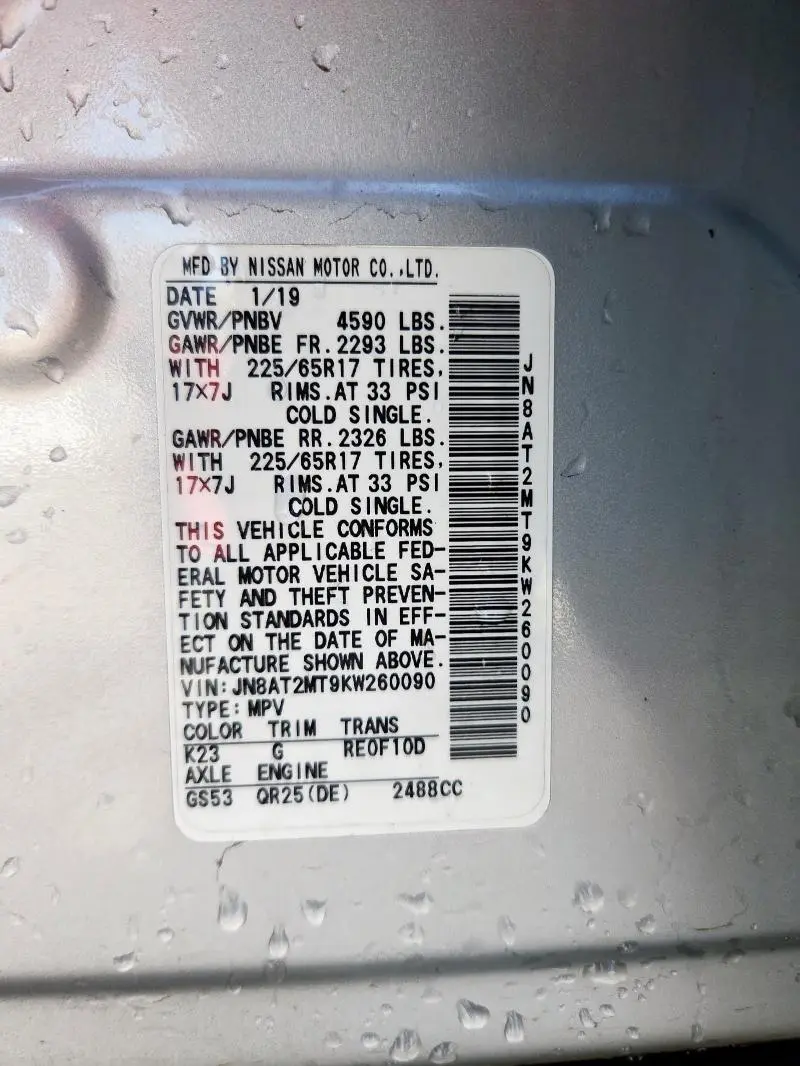 MFD BY NISSAN MOTOR CO.,LTD.
DATE 1/19
GVWR/PNBV 4590 LBS.
GAWR/PNBE FR.2293 LBS.
WITH 225/65R17 TIRES,
17X7J RIMS.AT 33 PSI
COLD SINGLE.
GAWR/PNBE RR.2326 LBS.
WITH 225/65R17 TIRES,
17X7J RIMS.AT 33 PSI
COLD SINGLE.
THIS VEHICLE CONFORMS
TO ALL APPLICABLE FED-
ERAL MOTOR VEHICLE SA-
FETY AND THEFT PREVEN-
TION STANDARDS IN EFF-
ECT ON THE DATE OF MA-
NUFACTURE SHOWN ABOVE.
VIN:JN8AT2MT9KW260090
TYPE:MPV
COLOR TRIM TRANS
K23 G RE0F10D
AXLE ENGINE
GS53 QR25(DE) 2488CC
JN8AT2MT9KW260090